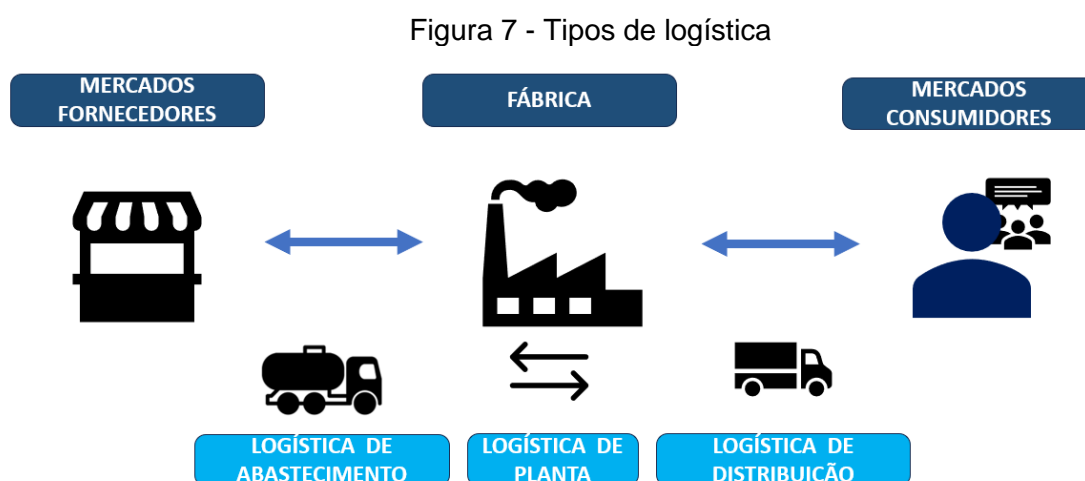 Figura 7 - Tipos de logística
MERCADOS
FORNECEDORES
FÁBRICA
MERCADOS
CONSUMIDORES
LOGÍSTICA DE
ABASTECIMENTO
LOGÍSTICA DE
PLANTA
LOGÍSTICA DE
DISTRIBUIÇÃO